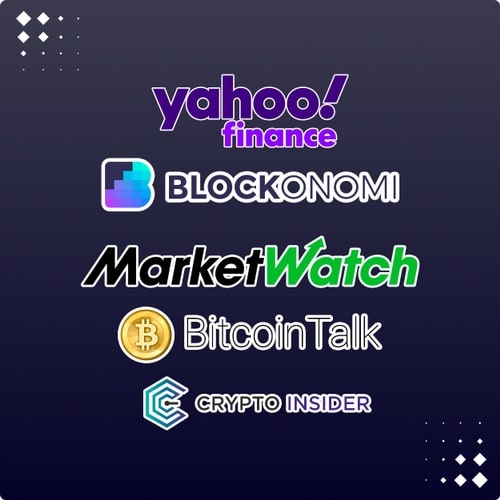 yahoo!
finance
BLOCKONOMI
MarketWatch
BitcoinTalk
CRYPTO INSIDER